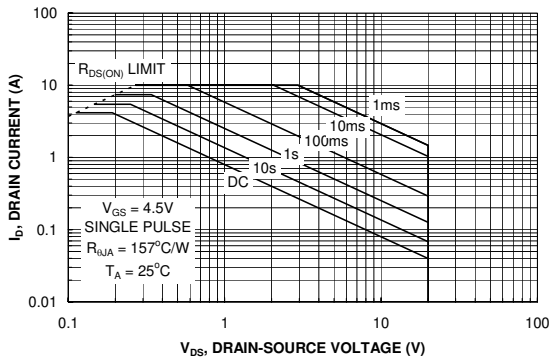 100
10
1
0.1
0.01
I_D, DRAIN CURRENT (A)
R_DS(ON) LIMIT
1ms
10ms
100ms
1s
10s
DC
V_GS = 4.5V
SINGLE PULSE
R_θJA = 157°C/W
T_A = 25°C
0.1 1 10 100
V_DS, DRAIN-SOURCE VOLTAGE (V)